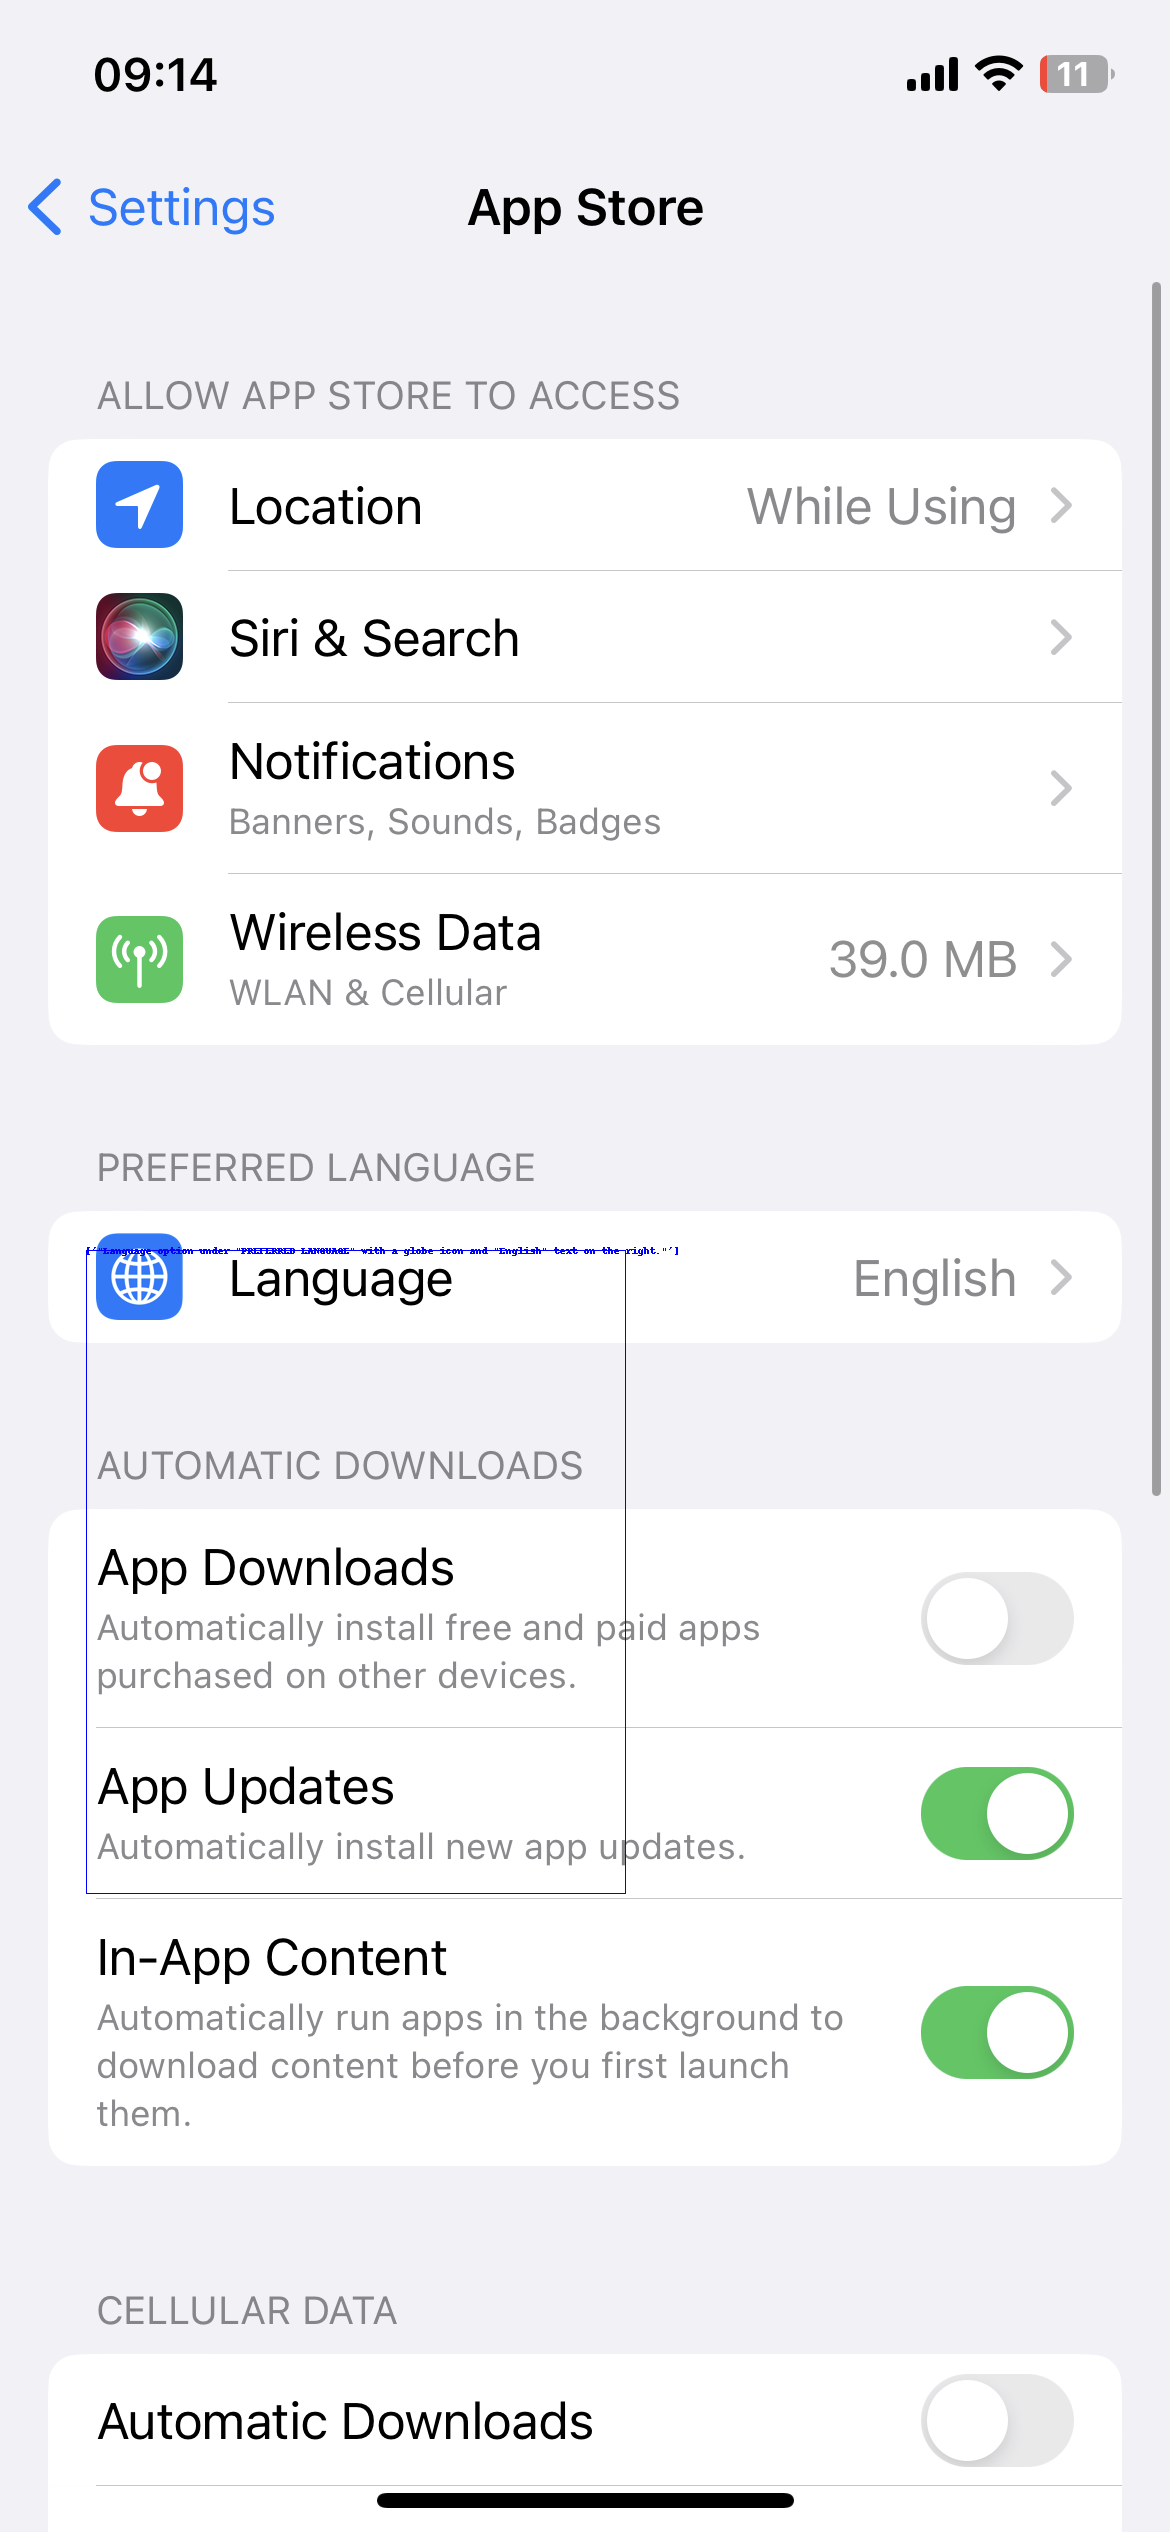 09:14
11
Settings
App Store
ALLOW APP STORE TO ACCESS
Location
While Using
Siri & Search
Notifications
Banners, Sounds, Badges
Wireless Data
WLAN & Cellular
39.0 MB
PREFERRED LANGUAGE
['"Language option under "PREFERRED LANGUAGE" with a globe icon and "English" text on the right."']
Language
English
AUTOMATIC DOWNLOADS
App Downloads
Automatically install free and paid apps
purchased on other devices.
App Updates
Automatically install new app updates.
In-App Content
Automatically run apps in the background to
download content before you first launch
them.
CELLULAR DATA
Automatic Downloads